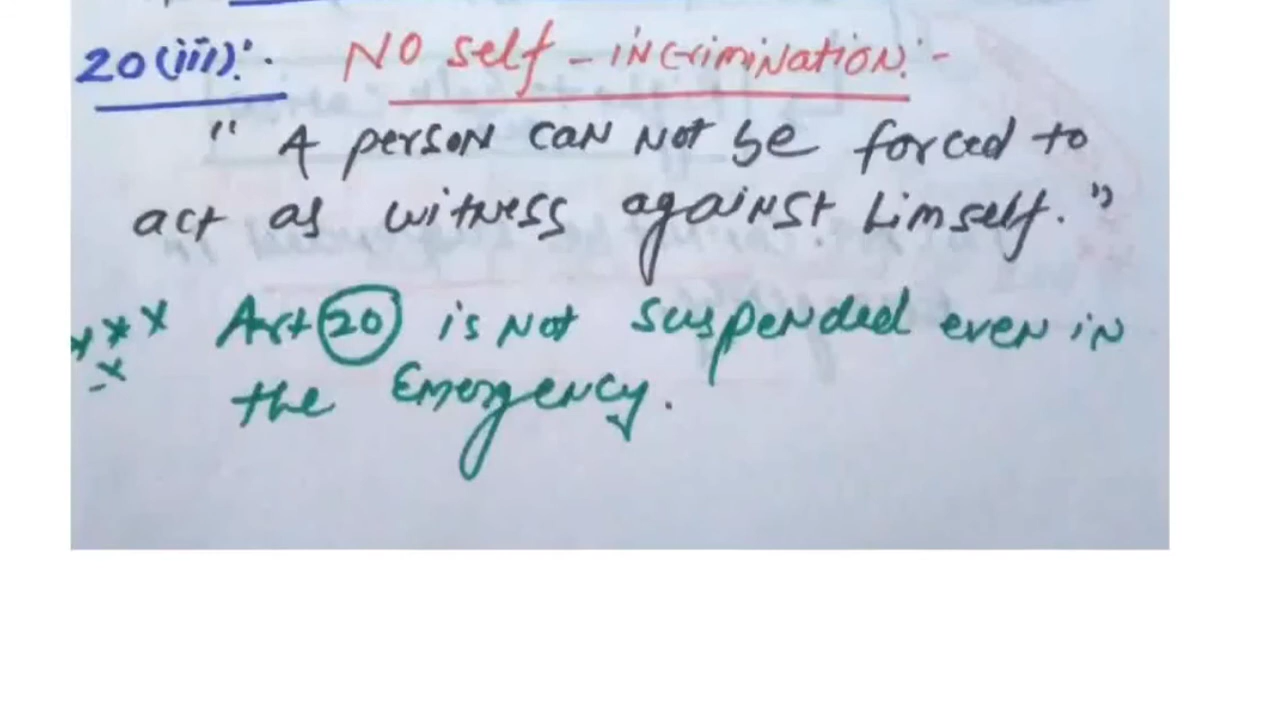 20(iii):- No self-incrimination:-
" A person can not be forced to
act as witness against himself."
*** Art 20 is not suspended even in
* the Emergency.